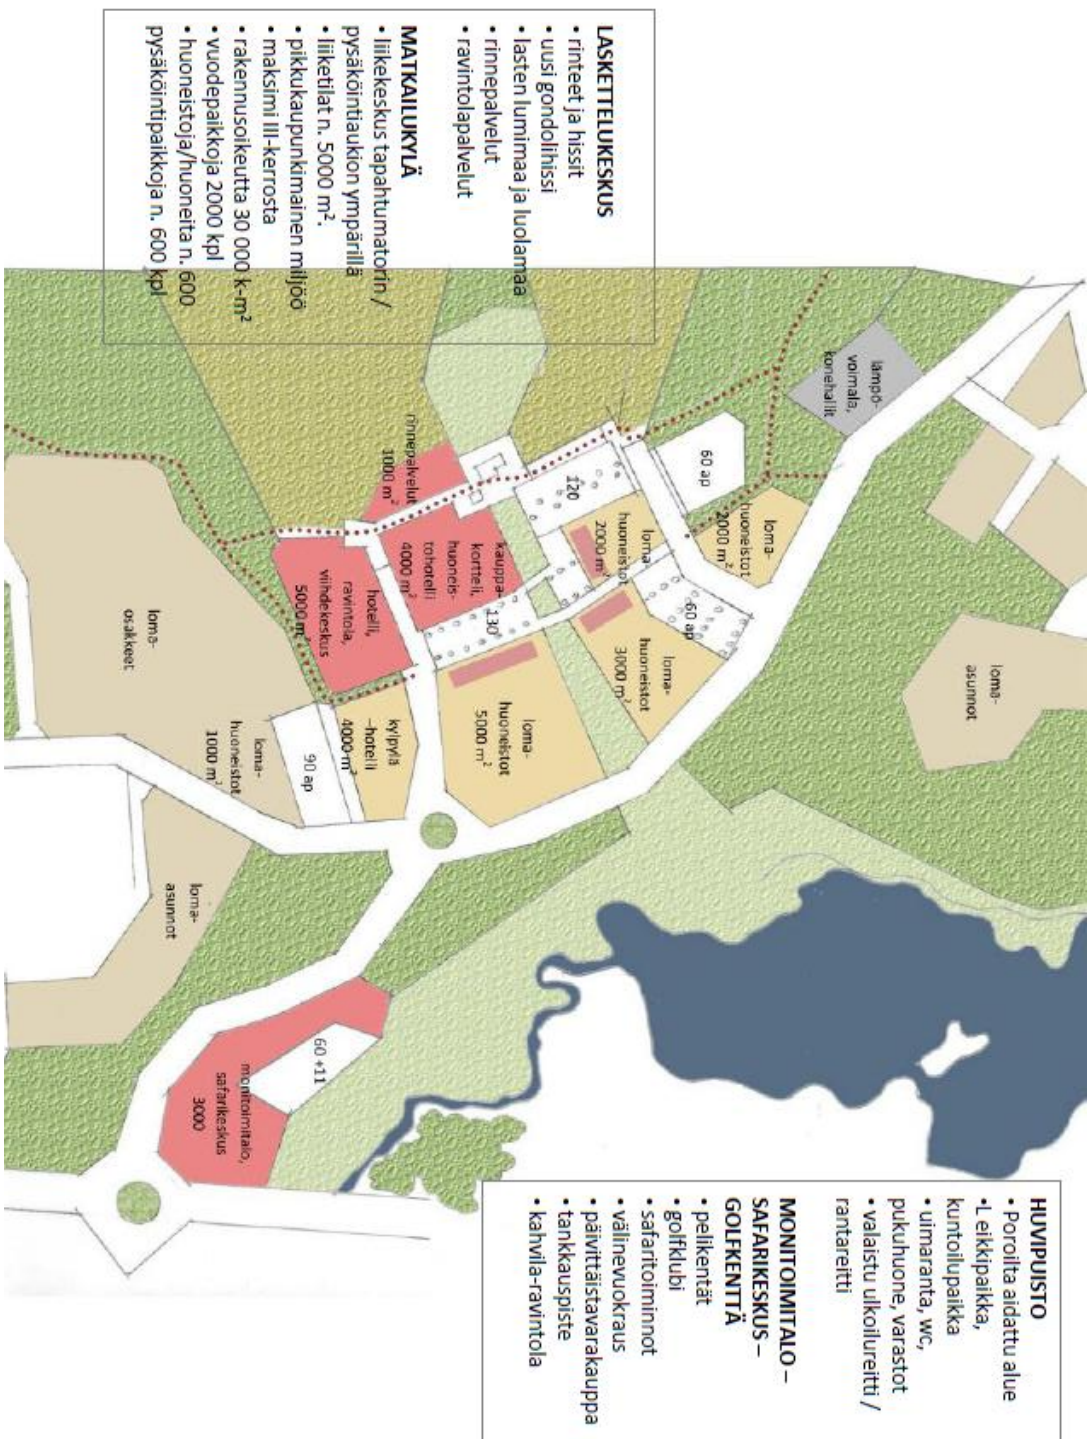 LASKETTELUKESKUS
• rinteet ja hissit
• uusi gondolihissi
• lasten lumimaa ja luolamaa
• rinnepalvelut
• ravintolapalvelut
MATKAILUKYLÄ
• liikekeskus tapahtumatorin /
pysäköintiaukion ympärillä
• liiketilat n. 5000 m².
• pikkukaupunkimainen miljöö
• maksimi III-kerrosta
• rakennusoikeutta 30 000 k-m²
• vuodepaikkoja 2000 kpl
• huoneistoja/huoneita n. 600
pysäköintipaikkoja n. 600 kpl
lämpö-
voimala,
konehallit
60 ap
loma-
huoneistot
2000 m²
120
loma-
huoneistot
2000 m²
60 ap
loma-
huoneistot
3000 m²
loma-
asunnot
rinnepalvelut
1000 m²
kauppa-
kortteli,
huoneis-
tohotelli
4000 m²
130
loma-
huoneistot
5000 m²
hotelli,
ravintola,
viihdekeskus
5000 m²
kylpylä
–hotelli
4000 m²
90 ap
loma-
osakkeet
loma-
huoneistot
1000 m²
loma-
asunnot
60 +11
monitoimitalo,
safarikeskus
3000
HUVIPUISTO
• Poroilta aidattu alue
•L eikkipaikka,
kuntoilupaikka
• uimaranta, wc,
pukuhuone, varastot
• valaistu ulkoilureitti /
rantareitti
MONITOIMITALO –
SAFARIKESKUS –
GOLFKENTTÄ
• pelikentät
• golfklubi
• safaritoiminnot
• välinevuokraus
• päivittäistavarakauppa
• tankkauspiste
• kahvila-ravintola